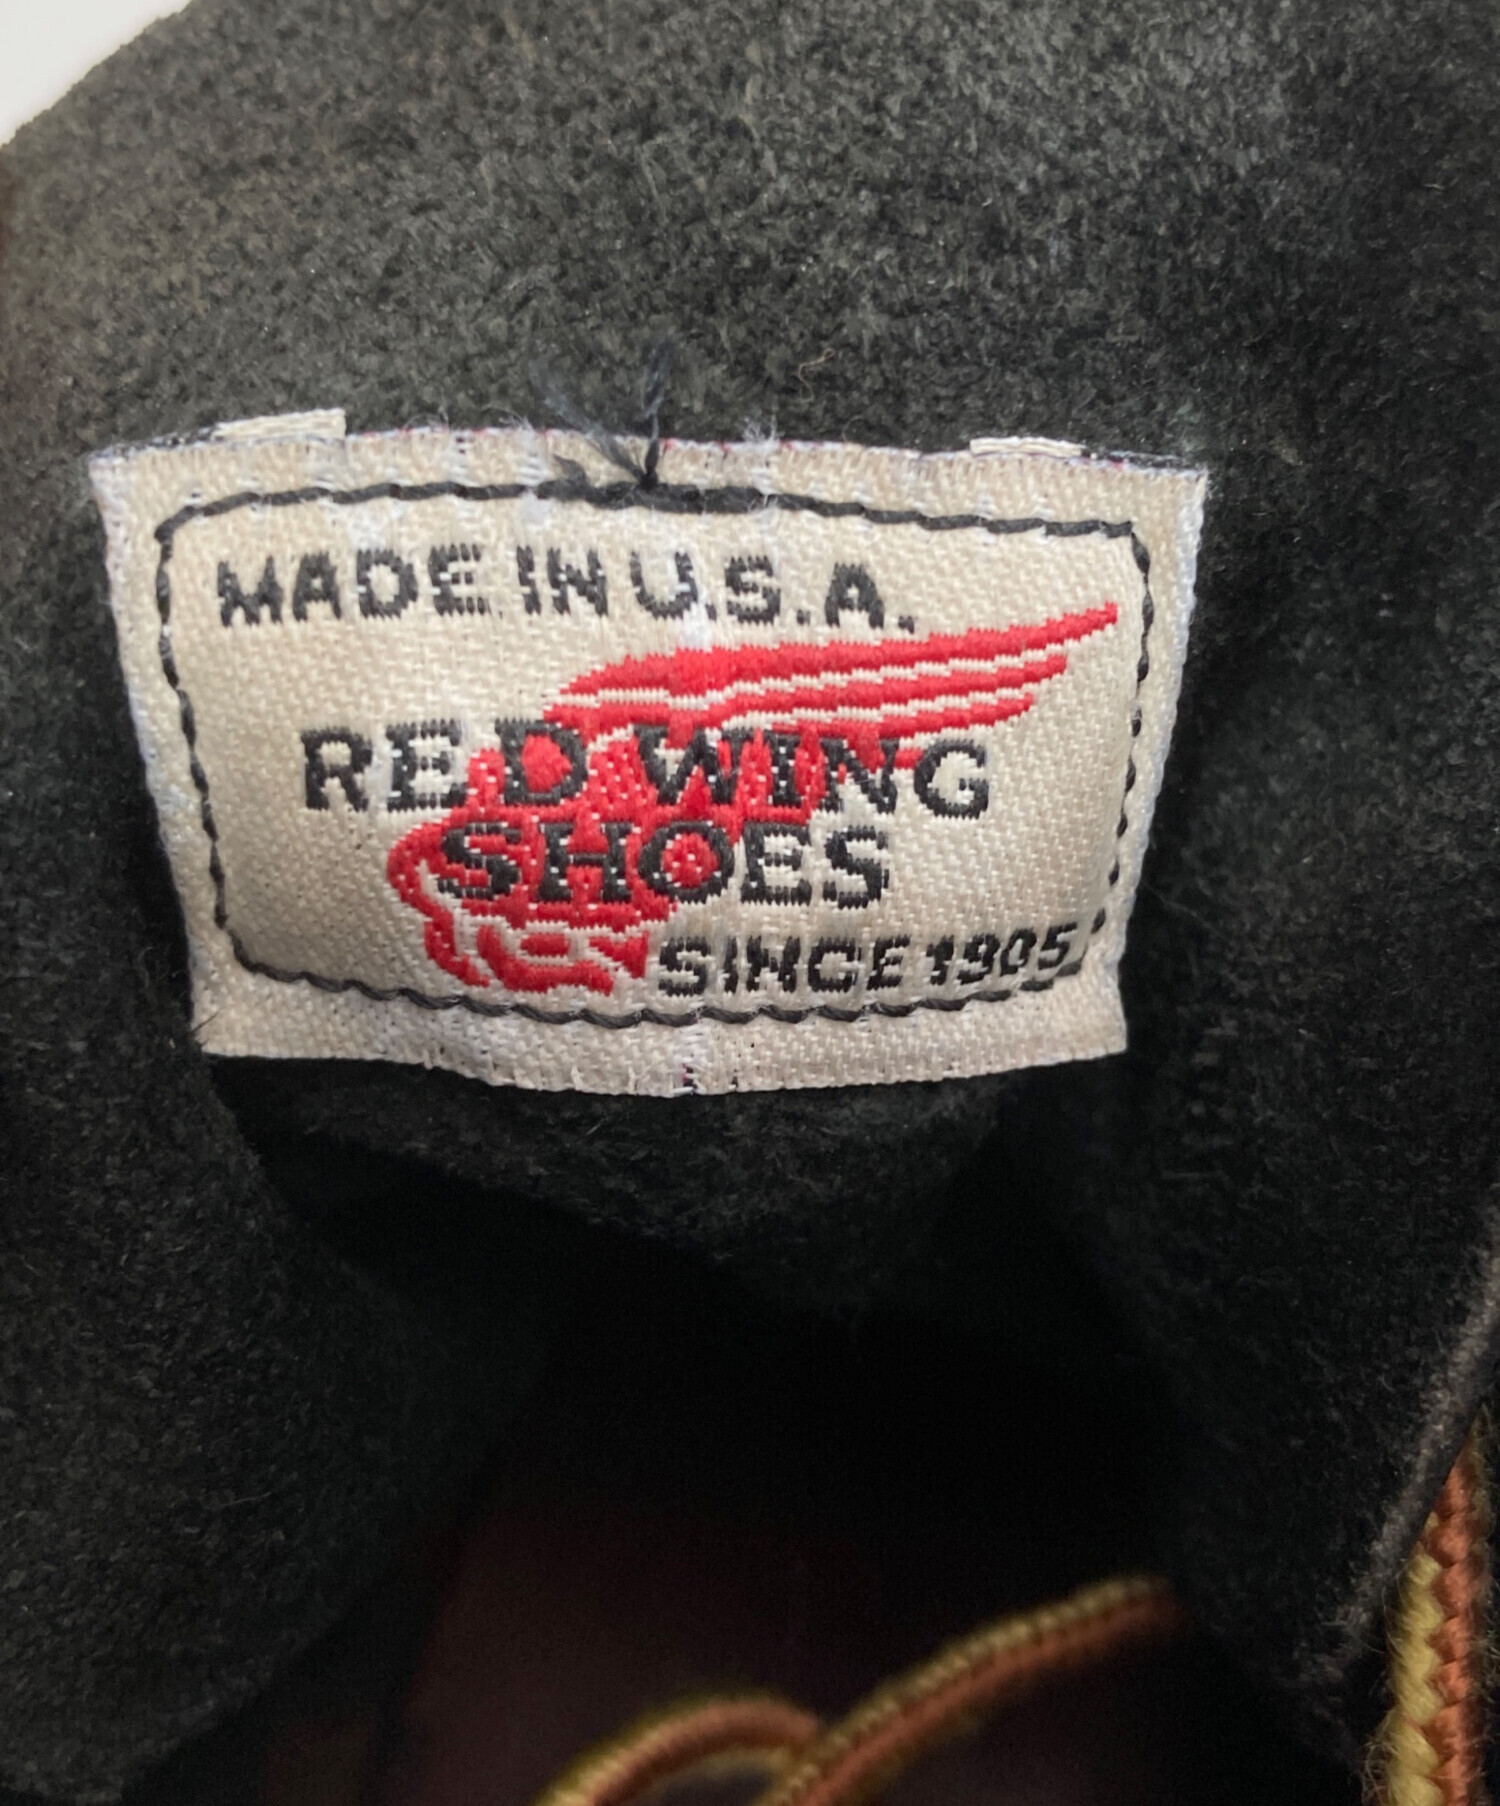 MADE IN U.S.A.
RED WING
SHOES
SINCE 1905